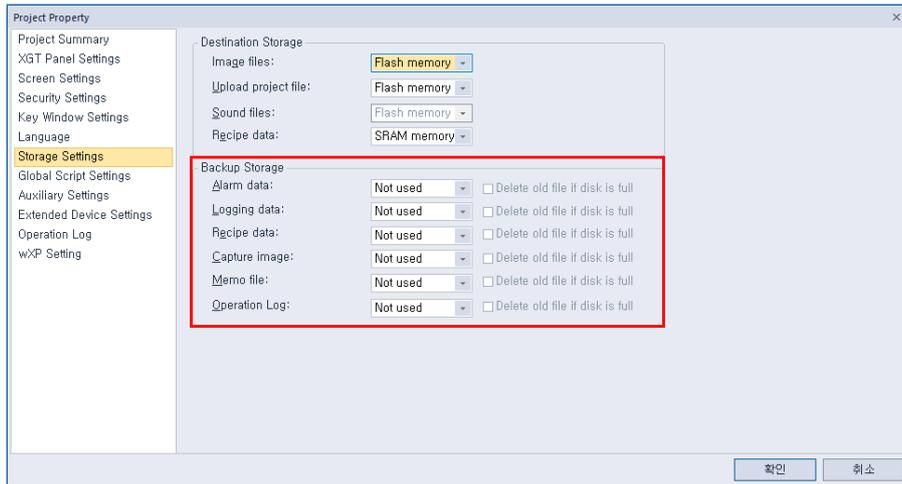 Project Property
Project Summary
XGT Panel Settings
Screen Settings
Security Settings
Key Window Settings
Language
Storage Settings
Global Script Settings
Auxiliary Settings
Extended Device Settings
Operation Log
wXP Setting
Destination Storage
Image files: Flash memory
Upload project file: Flash memory
Sound files: Flash memory
Recipe data: SRAM memory
Backup Storage
Alarm data: Not used Delete old file if disk is full
Logging data: Not used Delete old file if disk is full
Recipe data: Not used Delete old file if disk is full
Capture image: Not used Delete old file if disk is full
Memo file: Not used Delete old file if disk is full
Operation Log: Not used Delete old file if disk is full
확인 취소